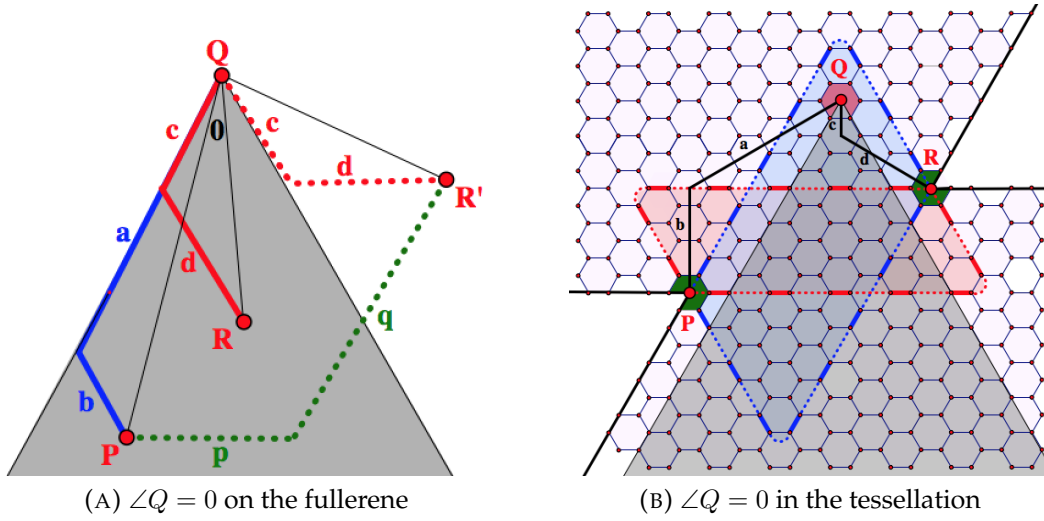 Q
c
0
c
d
R'
a
d
q
R
b
P
p
(A) ∠Q = 0 on the fullerene
Q
c
a
d
R
b
P
(B) ∠Q = 0 in the tessellation